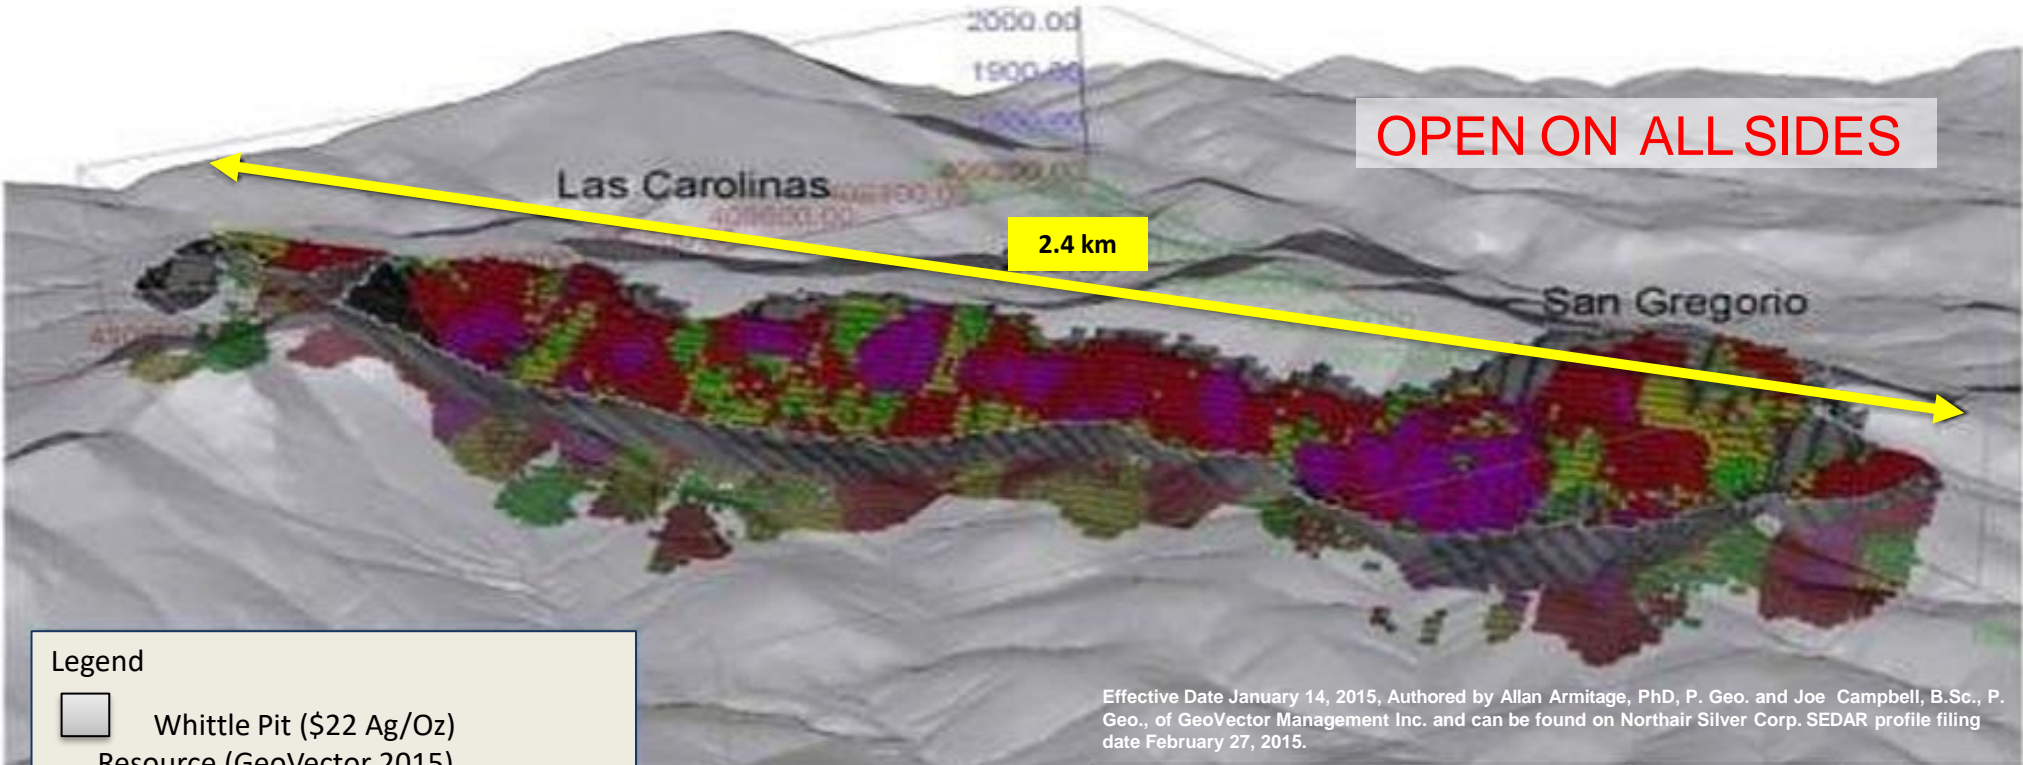 2000.00
1900.00
OPEN ON ALL SIDES
Las Carolinas
2.4 km
San Gregorio
Legend
Whittle Pit ($22 Ag/Oz)
Resource (GeoVector 2015)
Effective Date January 14, 2015, Authored by Allan Armitage, PhD, P. Geo. and Joe Campbell, B.Sc., P.
Geo., of GeoVector Management Inc. and can be found on Northair Silver Corp. SEDAR profile filing
date February 27, 2015.